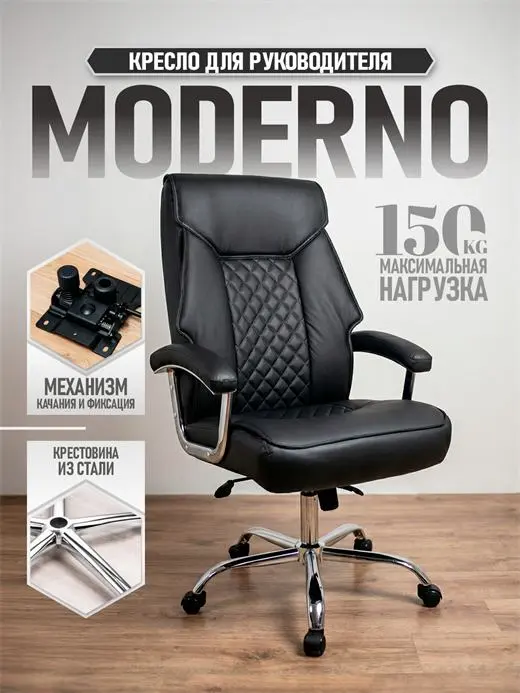 КРЕСЛО ДЛЯ РУКОВОДИТЕЛЯ
MODERNO
150 KG
МАКСИМАЛЬНАЯ
НАГРУЗКА
МЕХАНИЗМ
КАЧАНИЯ И ФИКСАЦИЯ
КРЕСТОВИНА
ИЗ СТАЛИ